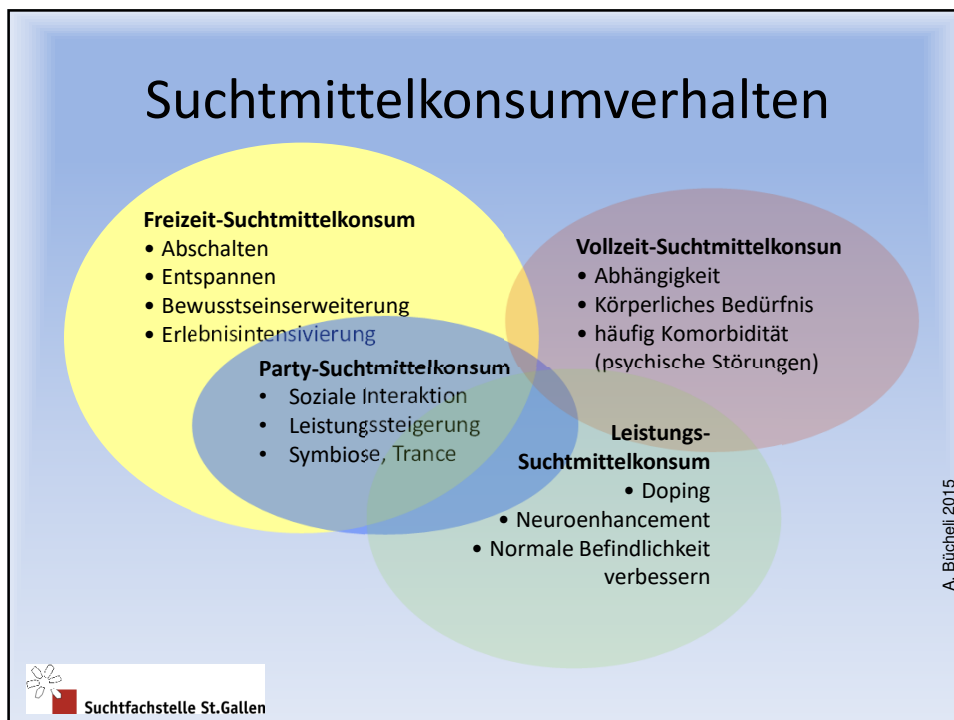 Suchtmittelkonsumverhalten
Freizeit-Suchtmittelkonsum
• Abschalten
• Entspannen
• Bewusstseinserweiterung
• Erlebnisintensivierung
Vollzeit-Suchtmittelkonsun
• Abhängigkeit
• Körperliches Bedürfnis
• häufig Komorbidität
(psychische Störungen)
Party-Suchtmittelkonsum
• Soziale Interaktion
• Leistungssteigerung
• Symbiose, Trance
Leistungs-
Suchtmittelkonsum
• Doping
• Neuroenhancement
• Normale Befindlichkeit
verbessern
A. Bücheli 2015
Suchtfachstelle St.Gallen